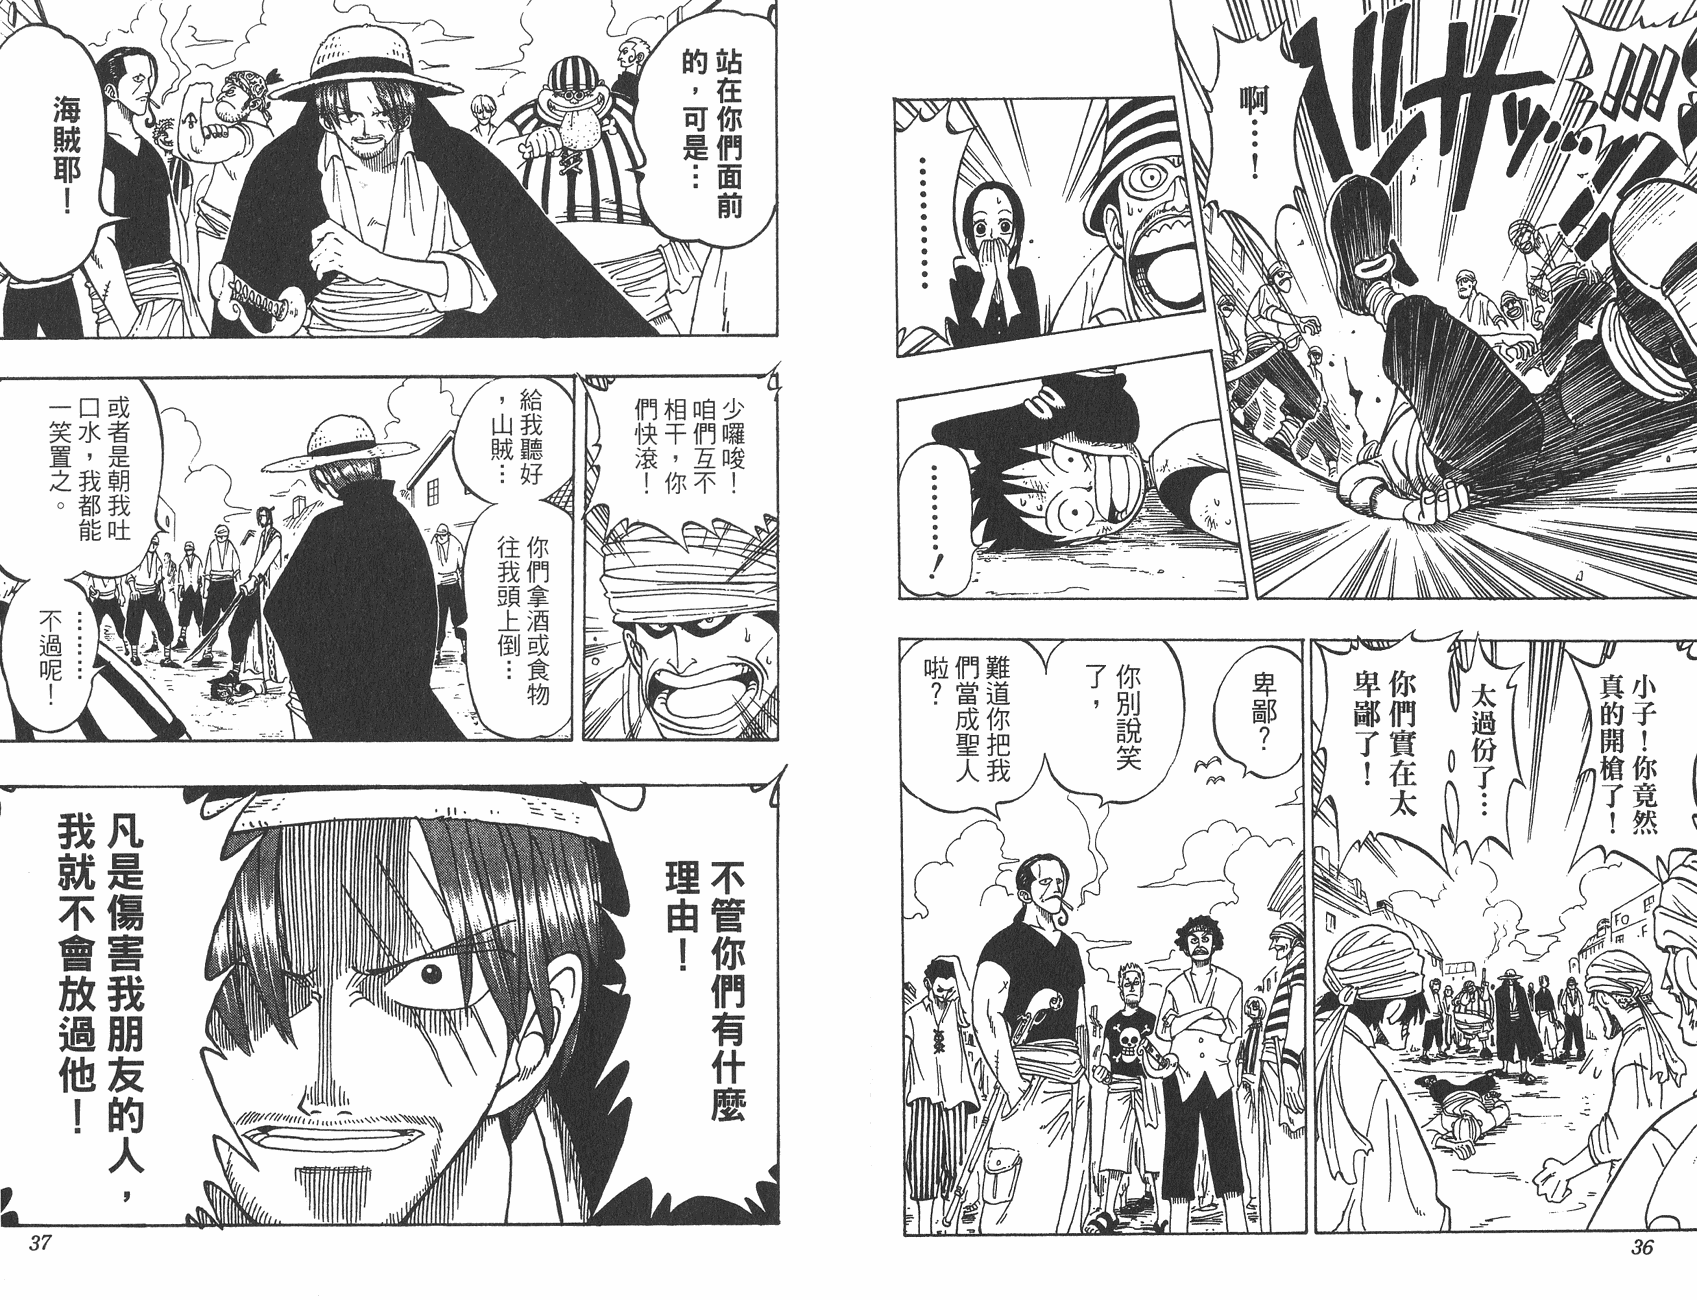 !!!
ドン
啊…!
………
………!
小子!你竟然
真的開槍了!
太過份了…
你們實在太
卑鄙了!
卑鄙?
你別說笑
了,
難道你把我
們當成聖人
啦?
36
站在你們面前
的,可是…
海賊耶!
少囉唆!
咱們互不
相干,你
們快滾!
給我聽好
,山賊…
你們拿酒或食物
往我頭上倒…
或者是朝我吐
口水,我都能
一笑置之。
………
不過呢!
不管你們有什麼
理由!
凡是傷害我朋友的人,
我就不會放過他!
37